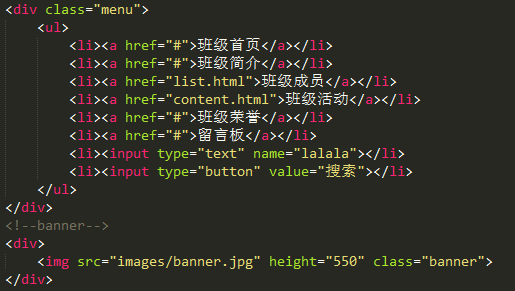 <div class="menu">
    <ul>
        <li><a href="#">班级首页</a></li>
        <li><a href="#">班级简介</a></li>
        <li><a href="list.html">班级成员</a></li>
        <li><a href="content.html">班级活动</a></li>
        <li><a href="#">班级荣誉</a></li>
        <li><a href="#">留言板</a></li>
        <li><input type="text" name="lalala"></li>
        <li><input type="button" value="搜索"></li>
    </ul>
</div>
<!--banner-->
<div>
    <img src="images/banner.jpg" height="550" class="banner">
</div>